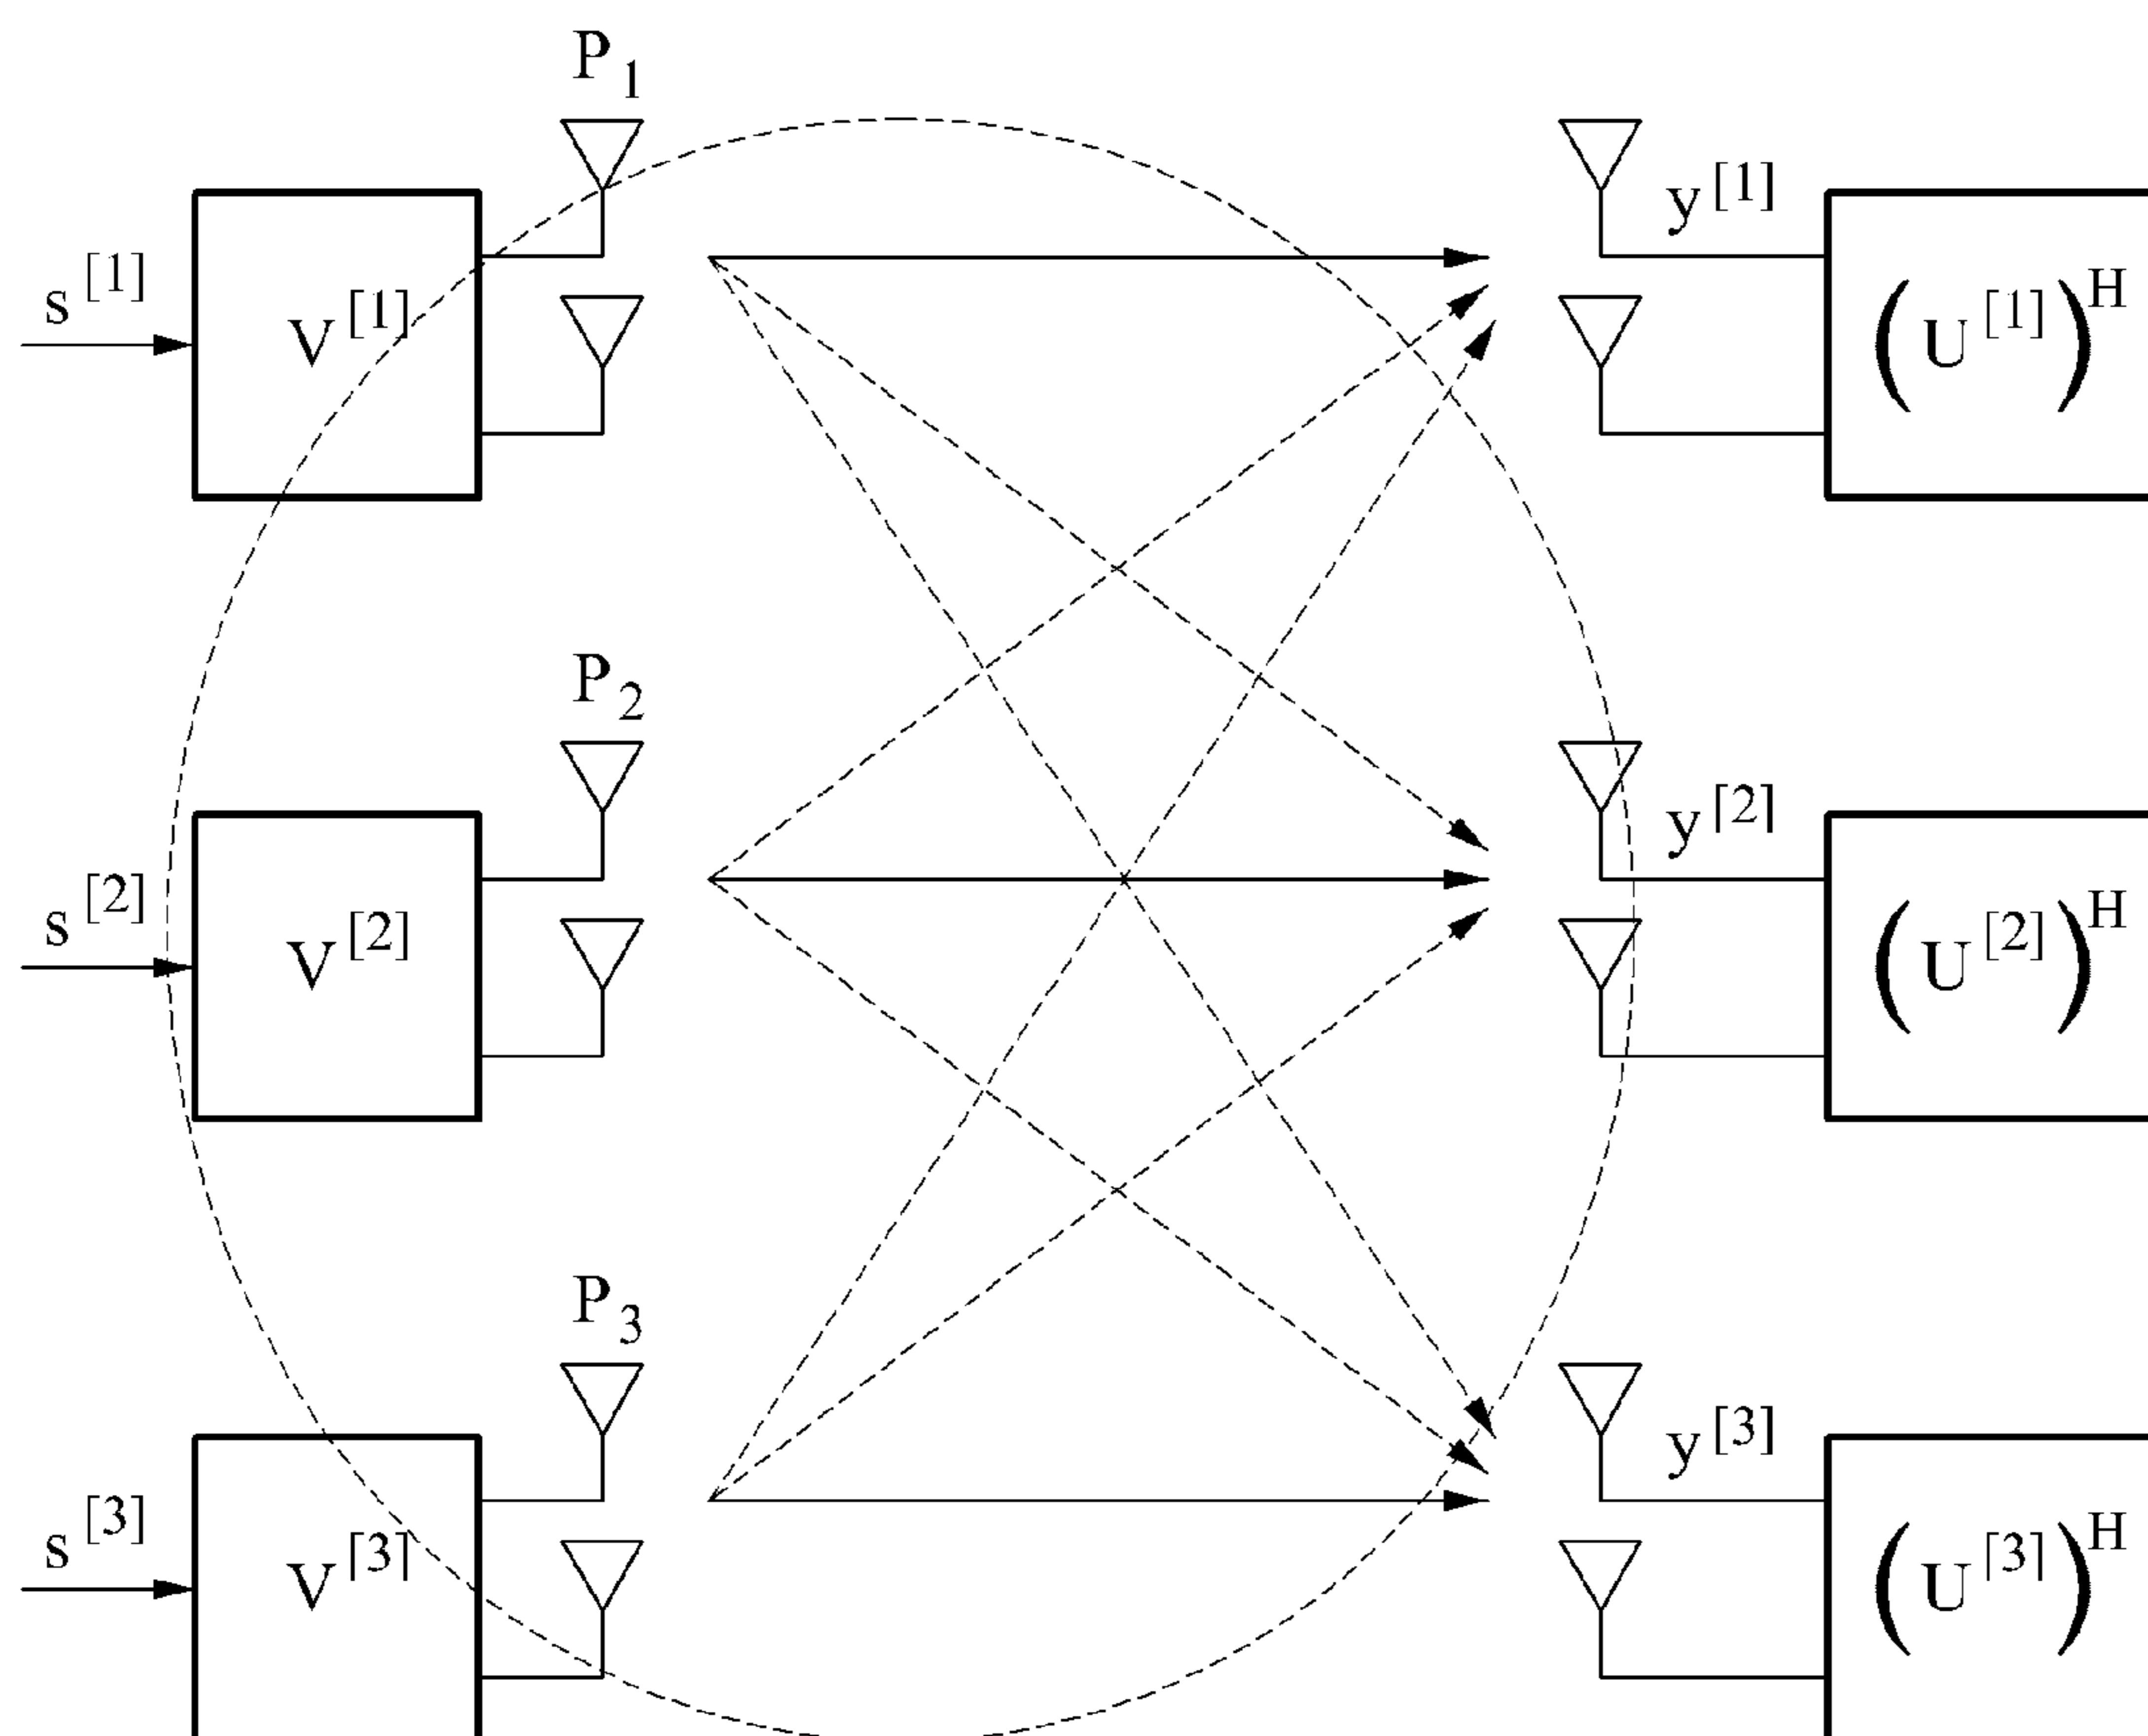 P1
s[1]
V[1]
y[1]
(U[1])H
P2
s[2]
V[2]
y[2]
(U[2])H
P3
s[3]
V[3]
y[3]
(U[3])H